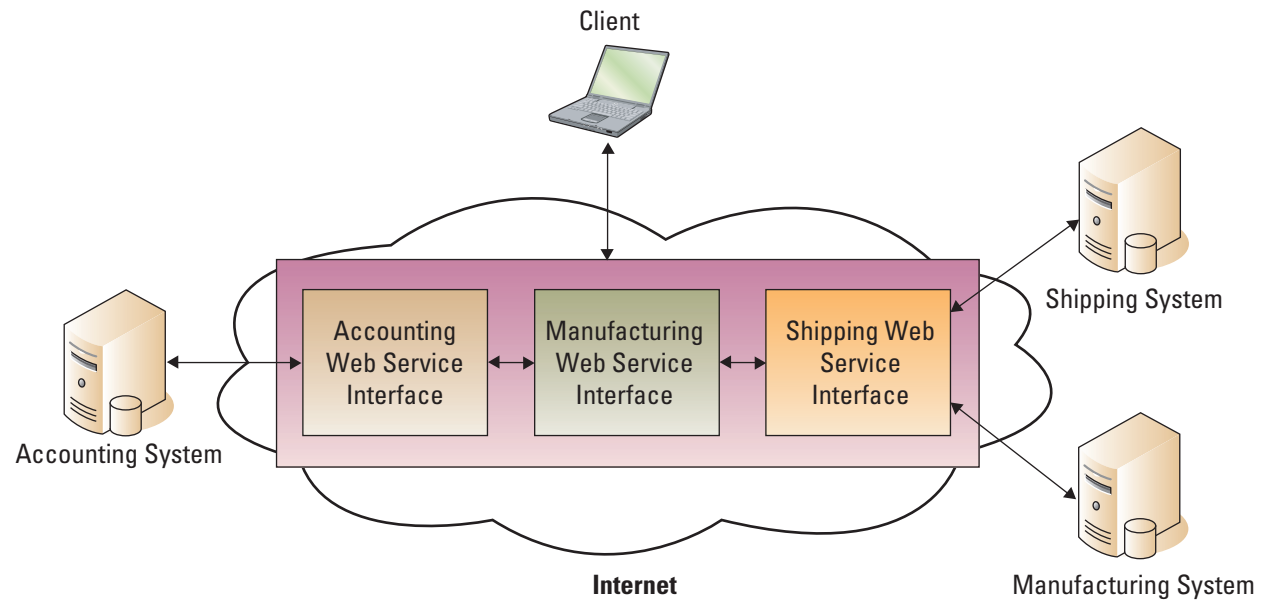 Client
Shipping System
Accounting
Web Service
Interface
Manufacturing
Web Service
Interface
Shipping Web
Service
Interface
Accounting System
Internet
Manufacturing System